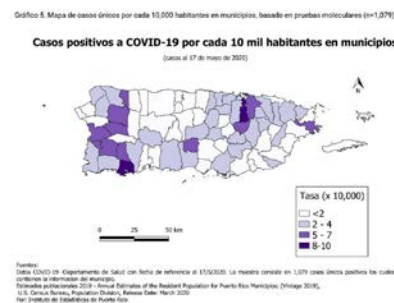 Gráfico 5. Mapa de casos únicos por cada 10,000 habitantes en municipios, basado en pruebas moleculares (n=1,079)
Casos positivos a COVID-19 por cada 10 mil habitantes en municipios
(casos al 17 de mayo de 2020)
N
Tasa (x 10,000)
<2
2 - 4
5 - 7
8-10
0 25 50 km
Fuentes:
Datos COVID-19 -Departamento de Salud con fecha de referencia al 17/5/2020. La muestra consiste en 1,079 casos únicos positivos los cuales
contienen la información del municipio.
Estimados poblacionales 2019 - Annual Estimates of the Resident Population for Puerto Rico Municipios: (Vintage 2019),
U.S. Census Bureau, Population Division, Release Date: March 2020
Por: Instituto de Estadísticas de Puerto Rico